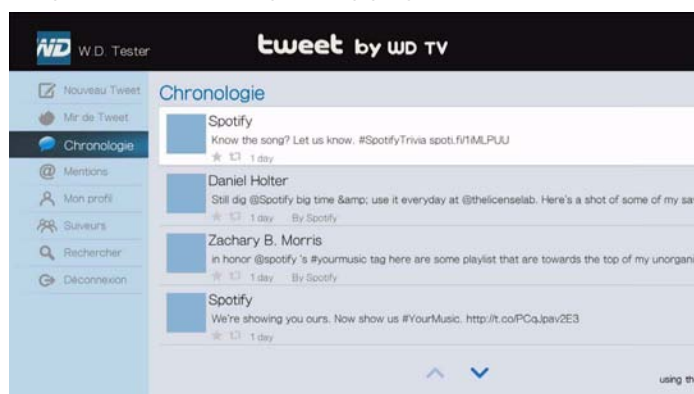 WD W.D. Tester
tweet by WD TV
Nouveau Tweet
Mir de Tweet
Chronologie
Mentions
Mon profil
Suiveurs
Rechercher
Déconnexion
Chronologie
Spotify
Know the song? Let us know. #SpotifyTrivia spoti.fi/1iMLPUU
1 day
Daniel Holter
Still dig @Spotify big time &amp; use it everyday at @thelicenselab. Here's a shot of some of my sa
1 day By Spotify
Zachary B. Morris
in honor @spotify 's #yourmusic tag here are some playlist that are towards the top of my unorgani
1 day By Spotify
Spotify
We're showing you ours. Now show us #YourMusic. http://t.co/PCqJpav2E3
1 day
using th